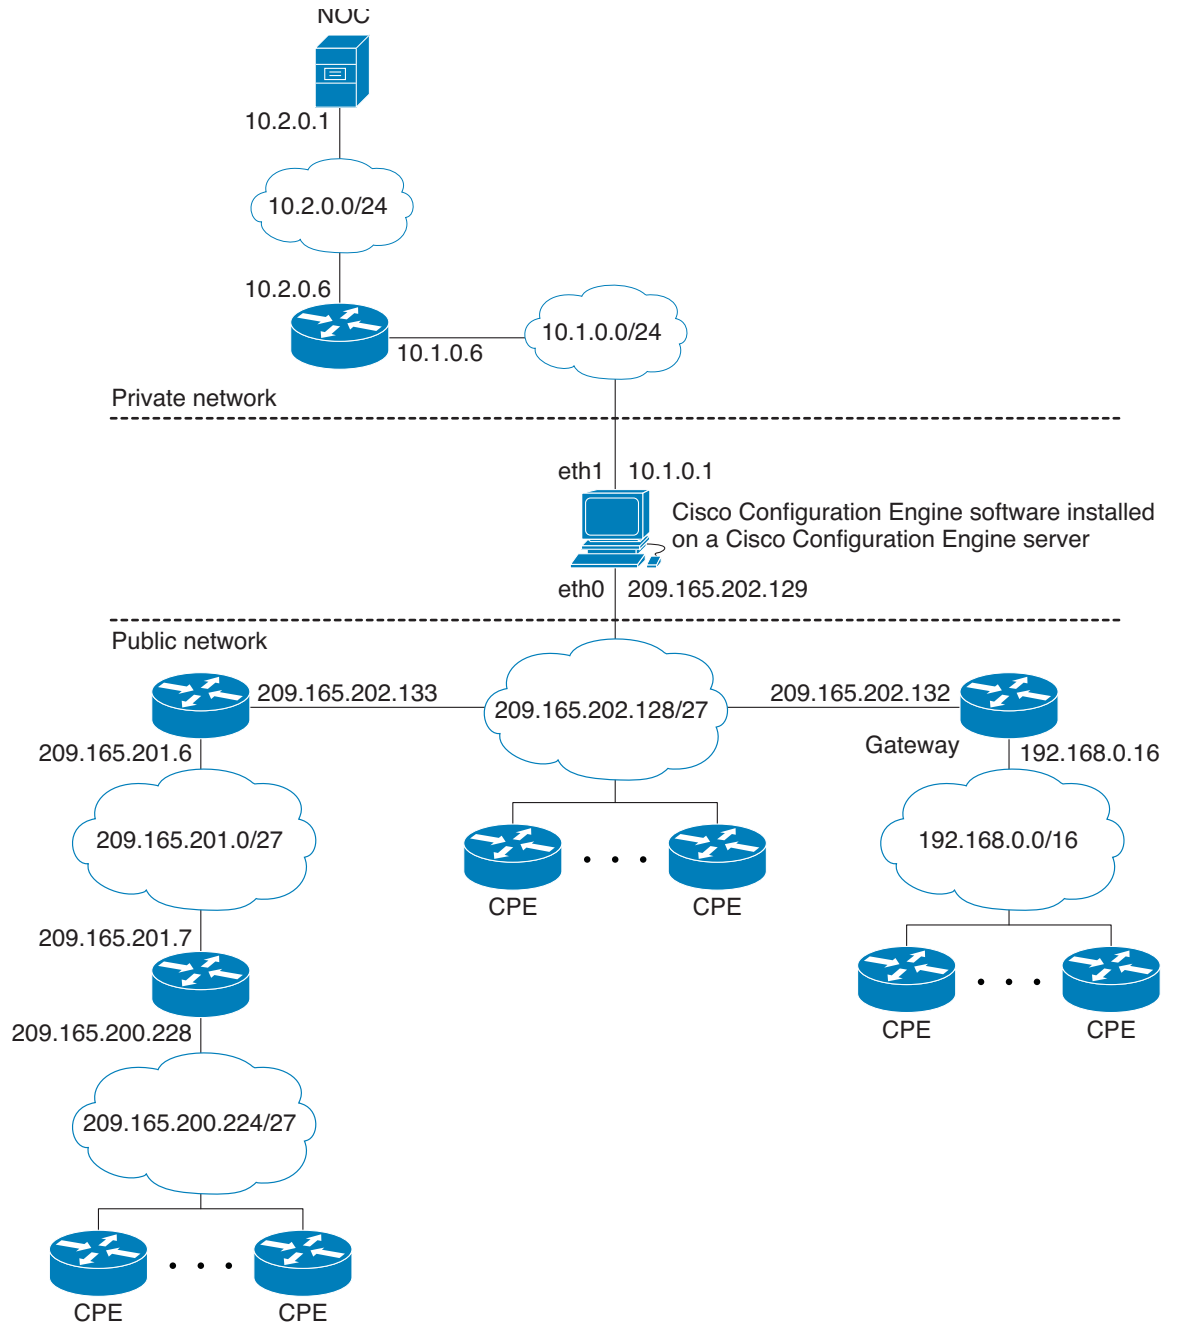 NOC
10.2.0.1
10.2.0.0/24
10.2.0.6
10.1.0.6
10.1.0.0/24
Private network
eth1 10.1.0.1
Cisco Configuration Engine software installed
on a Cisco Configuration Engine server
eth0 209.165.202.129
Public network
209.165.202.133
209.165.202.128/27
209.165.202.132
Gateway
209.165.201.6
192.168.0.16
209.165.201.0/27
192.168.0.0/16
CPE
CPE
209.165.201.7
CPE
CPE
209.165.200.228
209.165.200.224/27
CPE
CPE